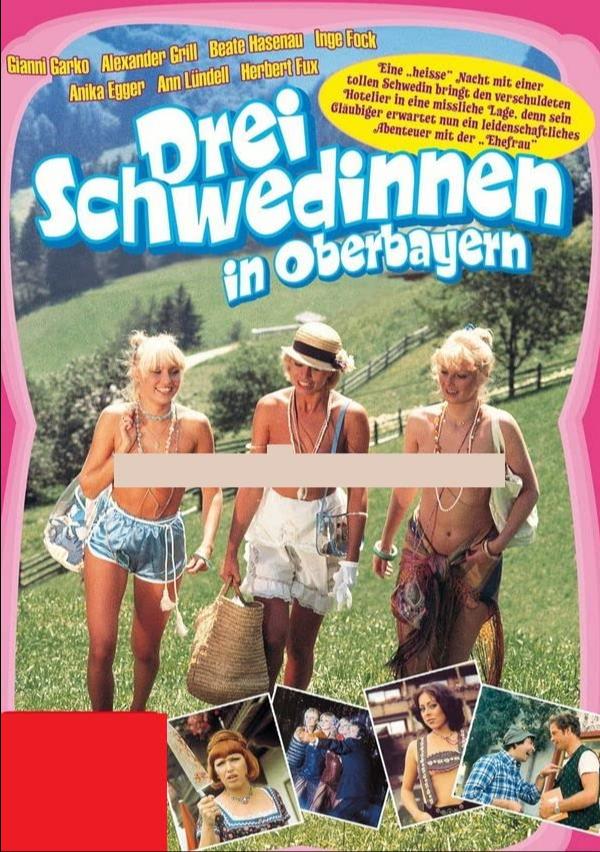 Gianni Garko Alexander Grill Beate Hasenau Inge Fock
Anika Egger Ann Lündell Herbert Fux
Eine „heisse" Nacht mit einer
tollen Schwedin bringt den verschuldeten
Hotelier in eine missliche Lage, denn sein
Gläubiger erwartet nun ein leidenschaftliches
Abenteuer mit der „Ehefrau"
Drei
Schwedinnen
in Oberbayern